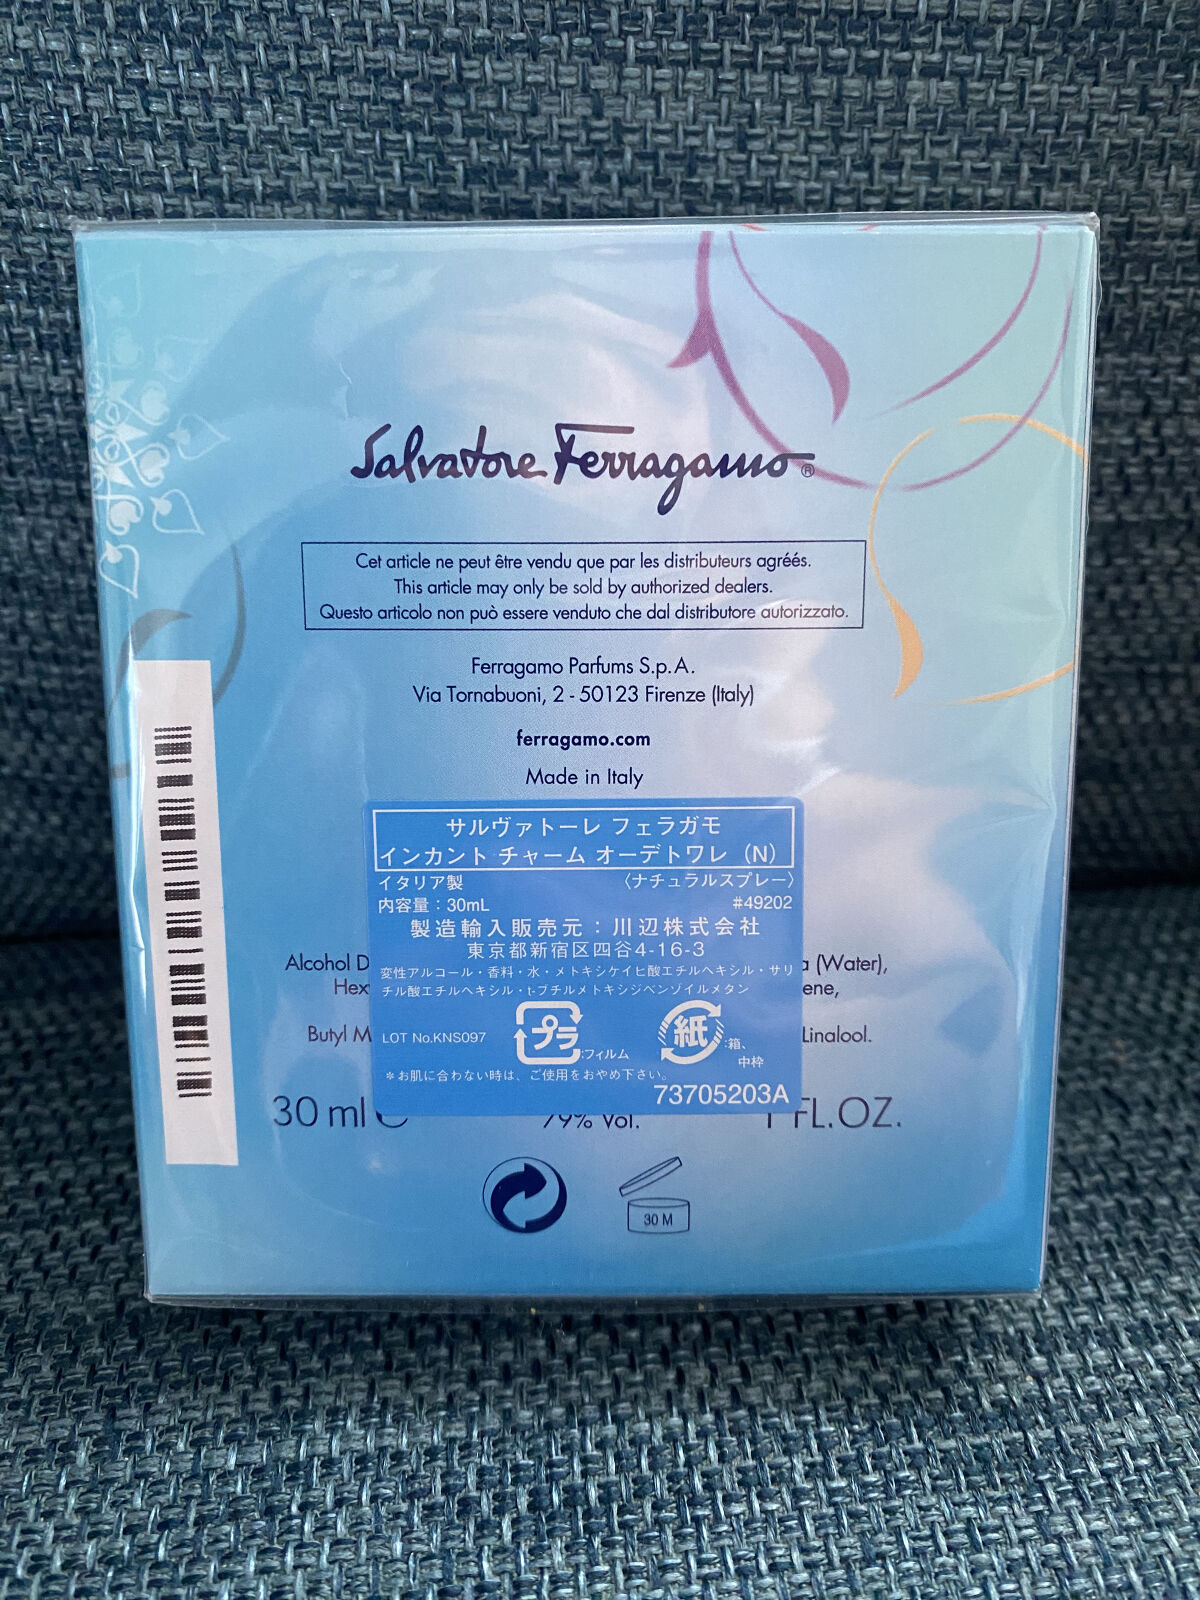 Salvatore Ferragamo®
Cet article ne peut être vendu que par les distributeurs agréés.
This article may only be sold by authorized dealers.
Questo articolo non può essere venduto che dal distributore autorizzato.
Ferragamo Parfums S.p.A.
Via Tornabuoni, 2 - 50123 Firenze (Italy)
ferragamo.com
Made in Italy
サルヴァトーレ フェラガモ
インカント チャーム オーデトワレ (N)
イタリア製 〈ナチュラルスプレー〉
内容量：30mL #49202
製造輸入販売元：川辺株式会社
東京都新宿区四谷4-16-3
Alcohol (Water),
変性アルコール・香料・水・メトキシケイヒ酸エチルヘキシル・サリ
チル酸エチルヘキシル・t-ブチルメトキシジベンゾイルメタン
Butyl Linalool.
LOT No.KNS097 プラ :フィルム 紙 :箱、
中枠
*お肌に合わない時は、ご使用をおやめ下さい。
73705203A
30 ml 79% Vol. 1 FL.OZ.
30 M